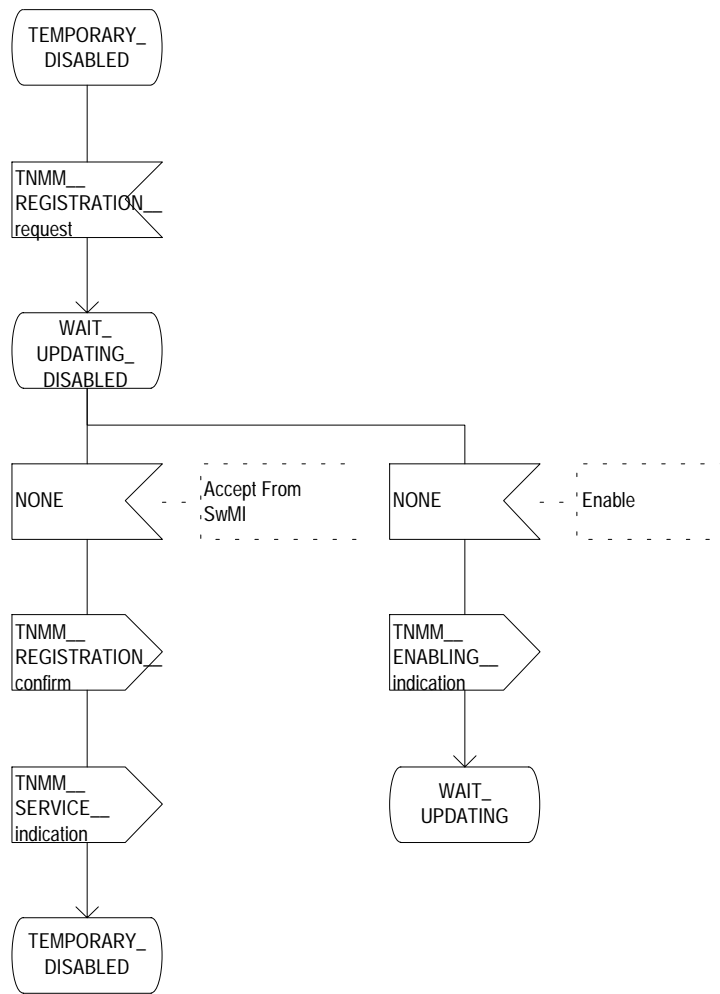 TEMPORARY_
DISABLED
TNMM__
REGISTRATION__
request
WAIT_
UPDATING_
DISABLED
NONE
Accept From
SwMI
NONE
Enable
TNMM__
REGISTRATION__
confirm
TNMM__
ENABLING__
indication
TNMM__
SERVICE__
indication
WAIT_
UPDATING
TEMPORARY_
DISABLED